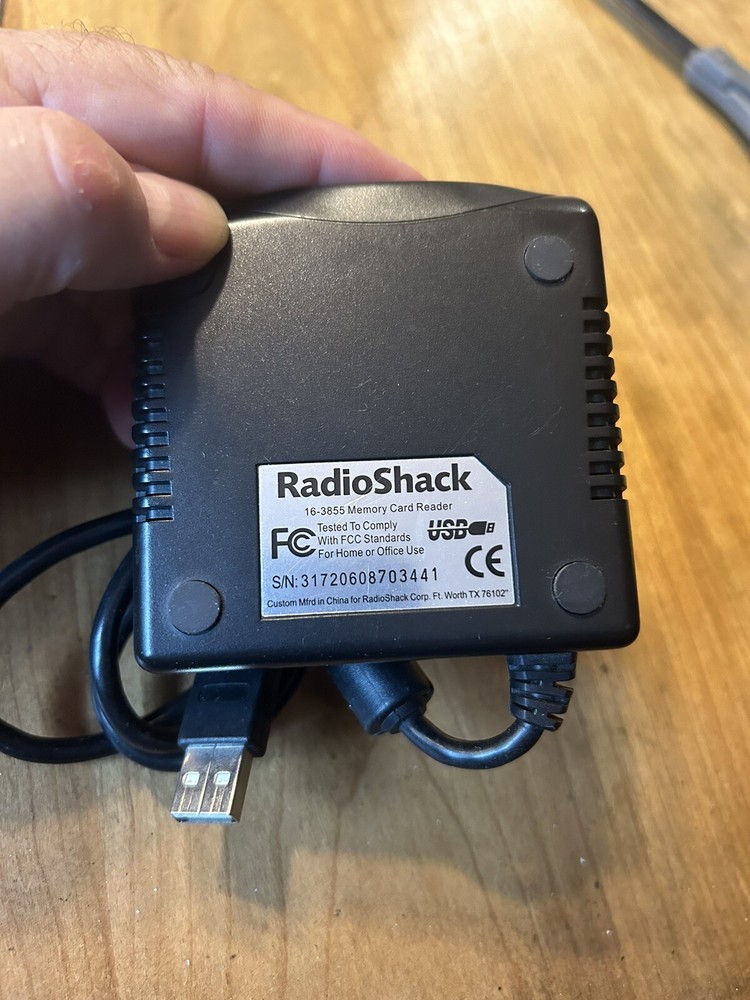 RadioShack
16-3855 Memory Card Reader
FC Tested To Comply
With FCC Standards
For Home or Office Use
USB
CE
S/N: 31720608703441
Custom Mfrd in China for RadioShack Corp. Ft. Worth TX 76102"